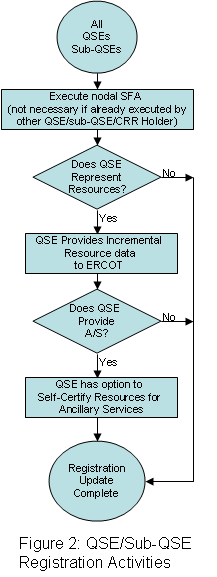 All
QSEs
Sub-QSEs
Execute nodal SFA
(not necessary if already executed by
other QSE/sub-QSE/CRR Holder)
Does QSE
Represent
Resources?
No
Yes
QSE Provides Incremental
Resource data
to ERCOT
Does QSE
Provide
A/S?
No
Yes
QSE has option to
Self-Certify Resources for
Ancillary Services
Registration
Update
Complete
Figure 2: QSE/Sub-QSE
Registration Activities